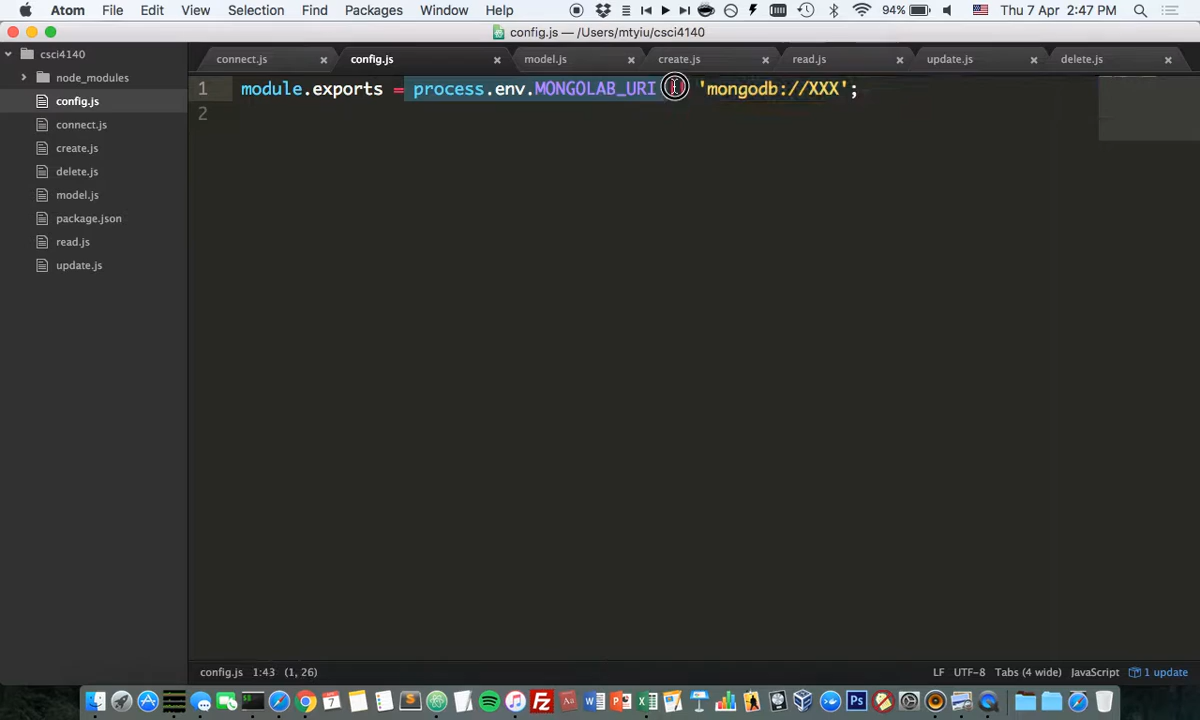 Atom File Edit View Selection Find Packages Window Help 94% Thu 7 Apr 2:47 PM
config.js — /Users/mtyiu/csci4140
csci4140
node_modules
config.js
connect.js
create.js
delete.js
model.js
package.json
read.js
update.js
connect.js config.js model.js create.js read.js update.js delete.js
1 module.exports = process.env.MONGOLAB_URI || 'mongodb://XXX';
2
config.js 1:43 (1, 26) LF UTF-8 Tabs (4 wide) JavaScript 1 update